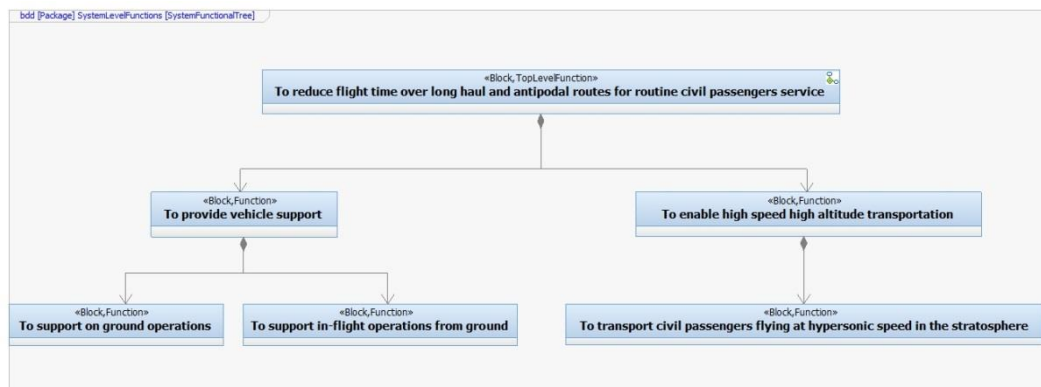 bdd [Package] SystemLevelFunctions [SystemFunctionalTree]
«Block,TopLevelFunction»
To reduce flight time over long haul and antipodal routes for routine civil passengers service
«Block,Function»
To provide vehicle support
«Block,Function»
To enable high speed high altitude transportation
«Block,Function»
To support on ground operations
«Block,Function»
To support in-flight operations from ground
«Block,Function»
To transport civil passengers flying at hypersonic speed in the stratosphere